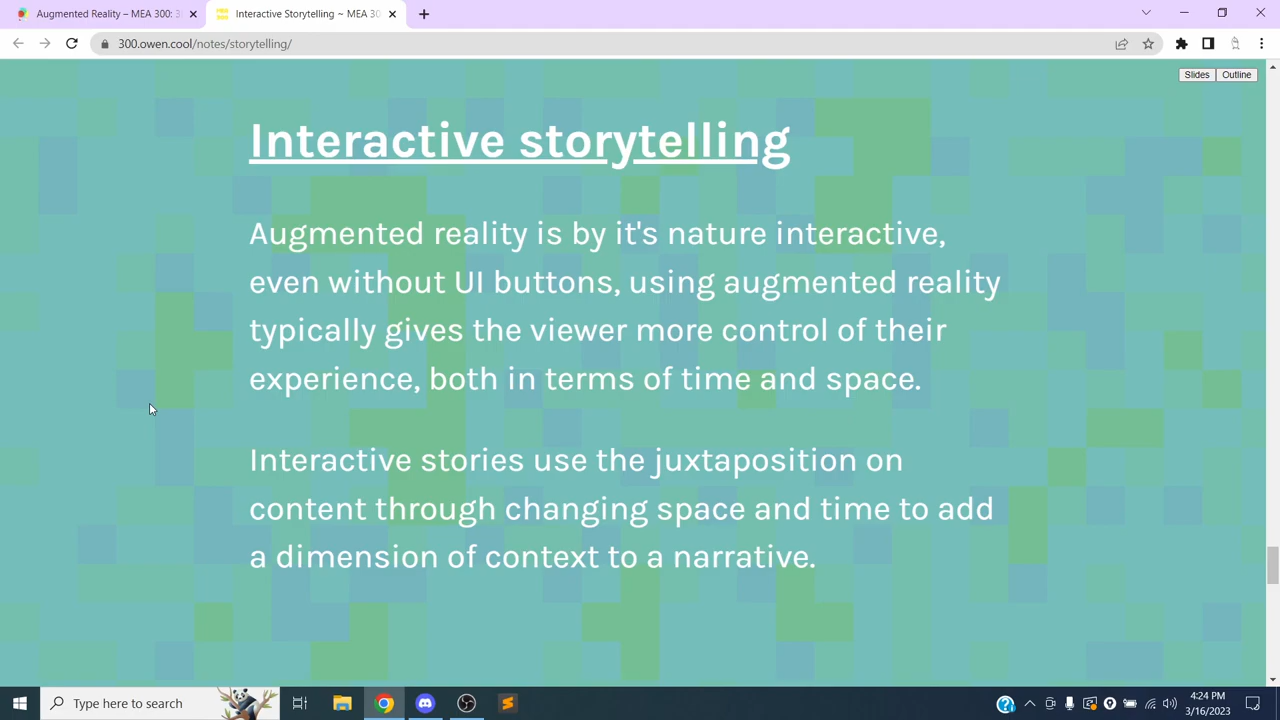 Augmented Reality – MEA 300: 3
Interactive Storytelling ~ MEA 30
300.owen.cool/notes/storytelling/
Slides
Outline
Interactive storytelling
Augmented reality is by it's nature interactive,
even without UI buttons, using augmented reality
typically gives the viewer more control of their
experience, both in terms of time and space.
Interactive stories use the juxtaposition on
content through changing space and time to add
a dimension of context to a narrative.
Type here to search
4:24 PM
3/16/2023